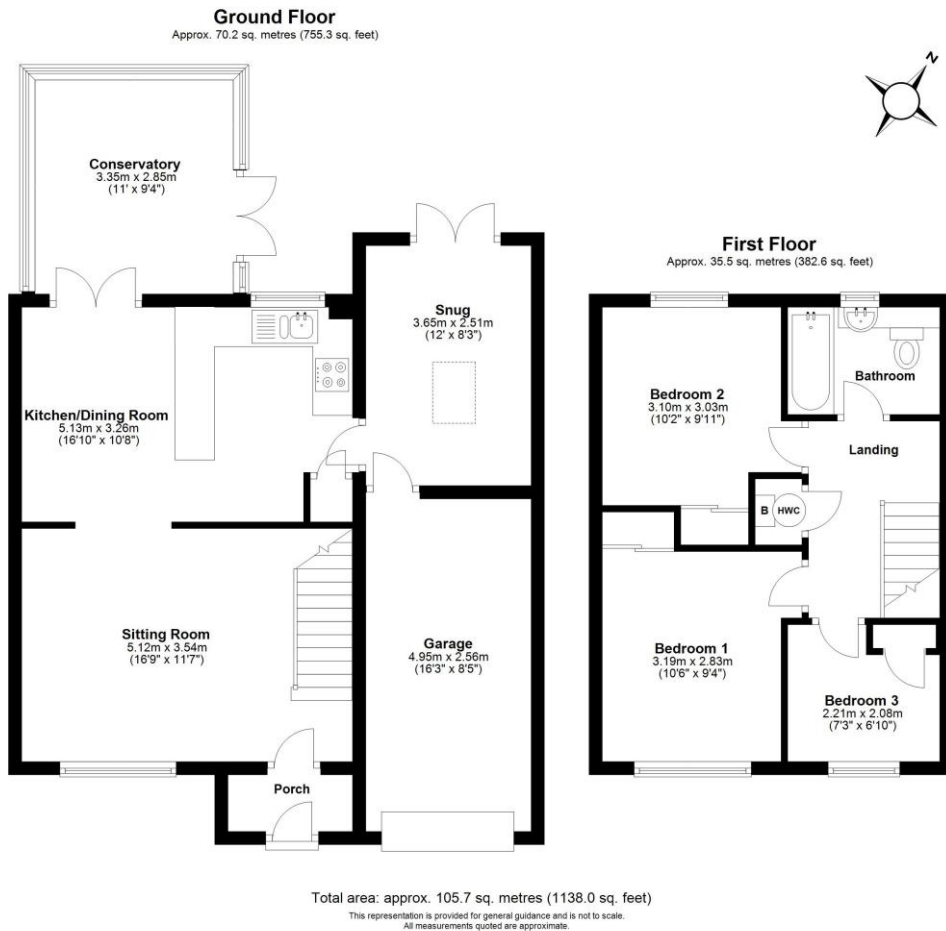 Ground Floor
Approx. 70.2 sq. metres (755.3 sq. feet)
N
Conservatory
3.35m x 2.85m
(11' x 9'4")
Snug
3.65m x 2.51m
(12' x 8'3")
Kitchen/Dining Room
5.13m x 3.26m
(16'10" x 10'8")
Sitting Room
5.12m x 3.54m
(16'9" x 11'7")
Garage
4.95m x 2.56m
(16'3" x 8'5")
Porch
First Floor
Approx. 35.5 sq. metres (382.6 sq. feet)
Bathroom
Bedroom 2
3.10m x 3.03m
(10'2" x 9'11")
Landing
B HWC
Bedroom 1
3.19m x 2.83m
(10'6" x 9'4")
Bedroom 3
2.21m x 2.08m
(7'3" x 6'10")
Total area: approx. 105.7 sq. metres (1138.0 sq. feet)
This representation is provided for general guidance and is not to scale.
All measurements quoted are approximate.